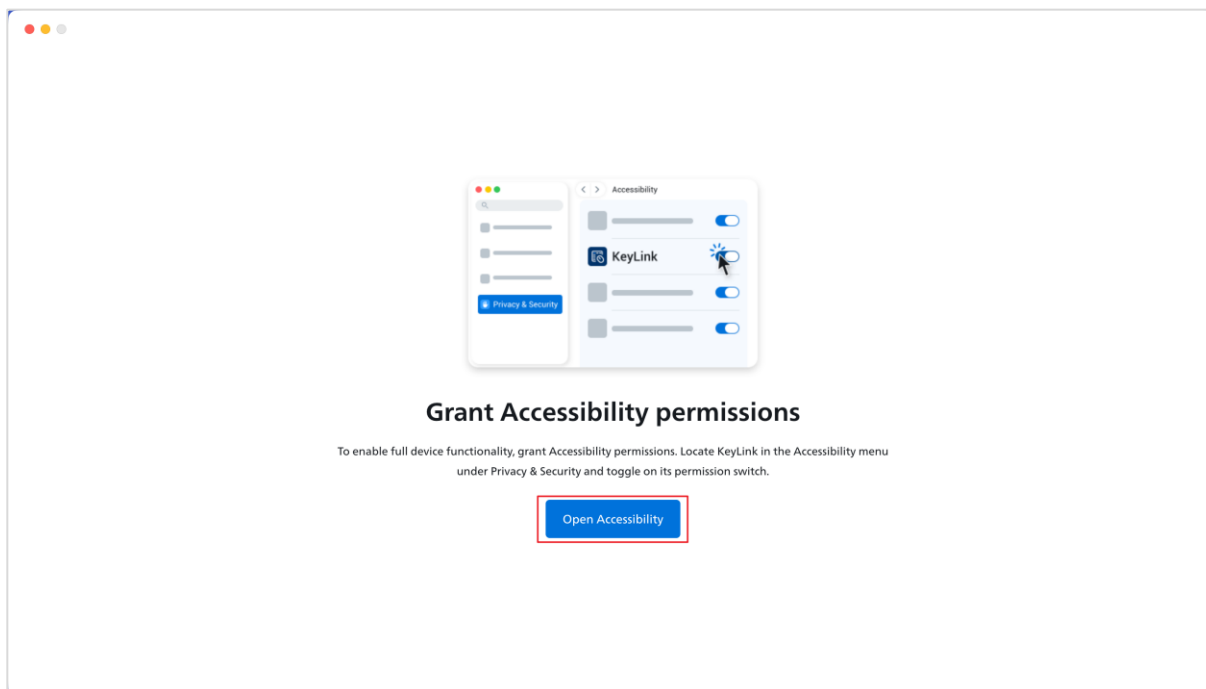 Accessibility
KeyLink
Privacy & Security
Grant Accessibility permissions
To enable full device functionality, grant Accessibility permissions. Locate KeyLink in the Accessibility menu
under Privacy & Security and toggle on its permission switch.
Open Accessibility